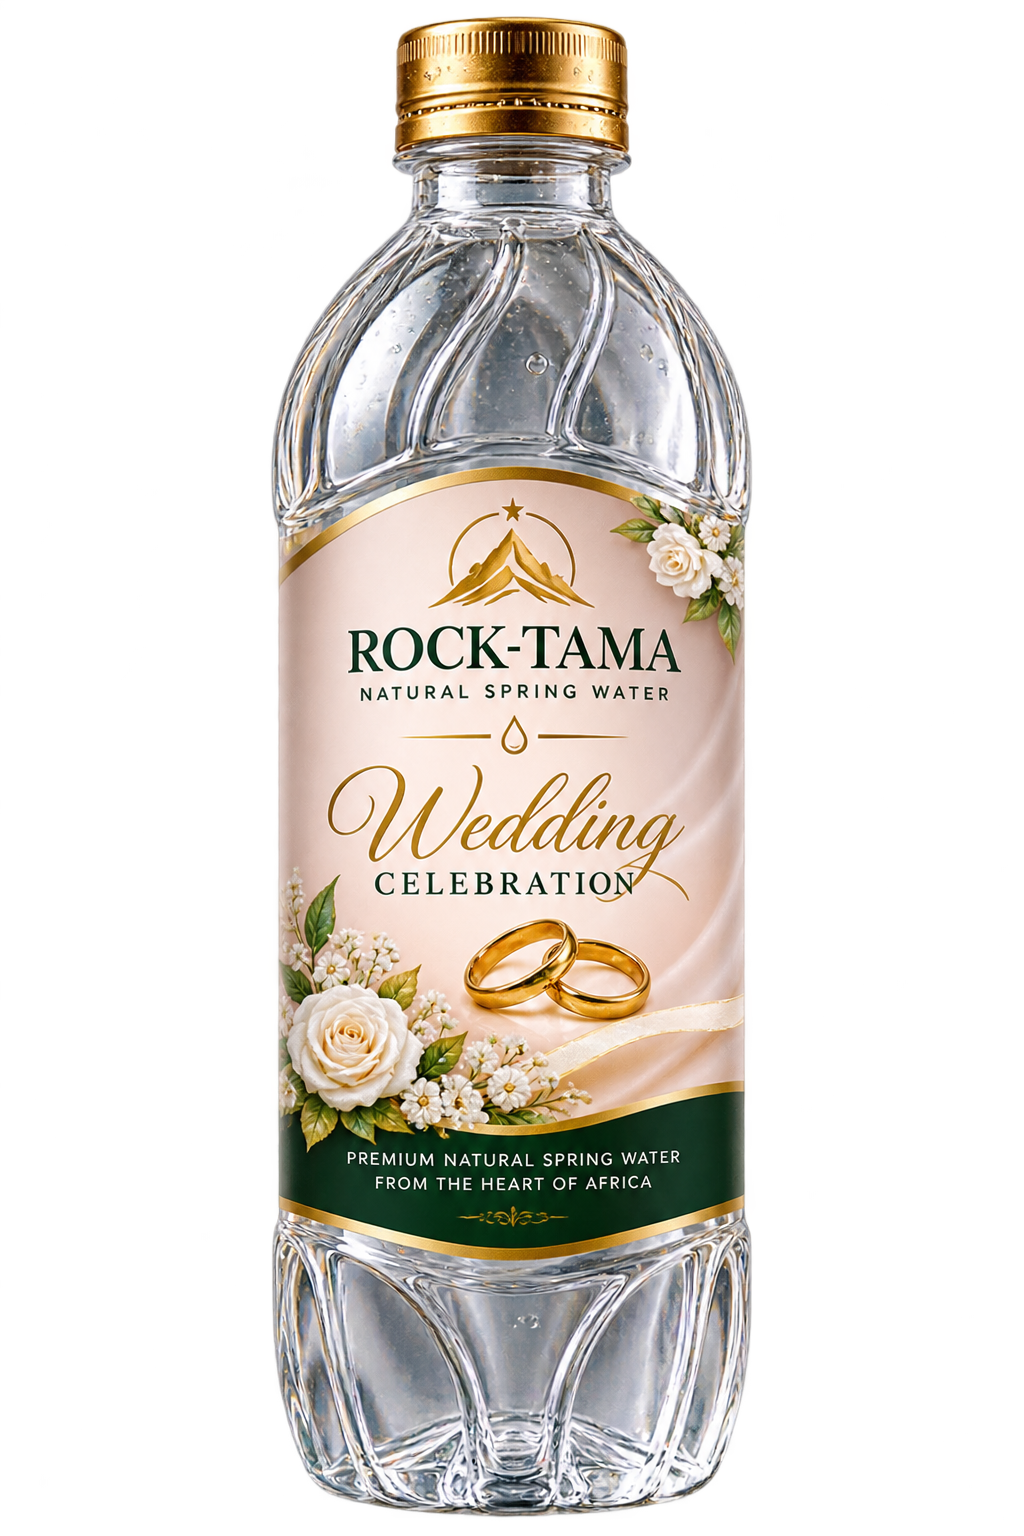 ROCK-TAMA
NATURAL SPRING WATER
Wedding
CELEBRATION
PREMIUM NATURAL SPRING WATER
FROM THE HEART OF AFRICA